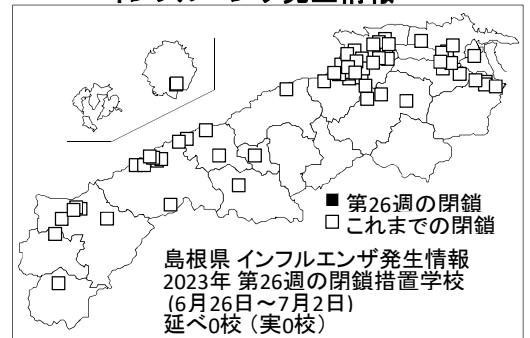 インフルエンザ発生情報
■ 第26週の閉鎖
□ これまでの閉鎖
島根県 インフルエンザ発生情報
2023年 第26週の閉鎖措置学校
(6月26日～7月2日)
延べ0校 (実0校)